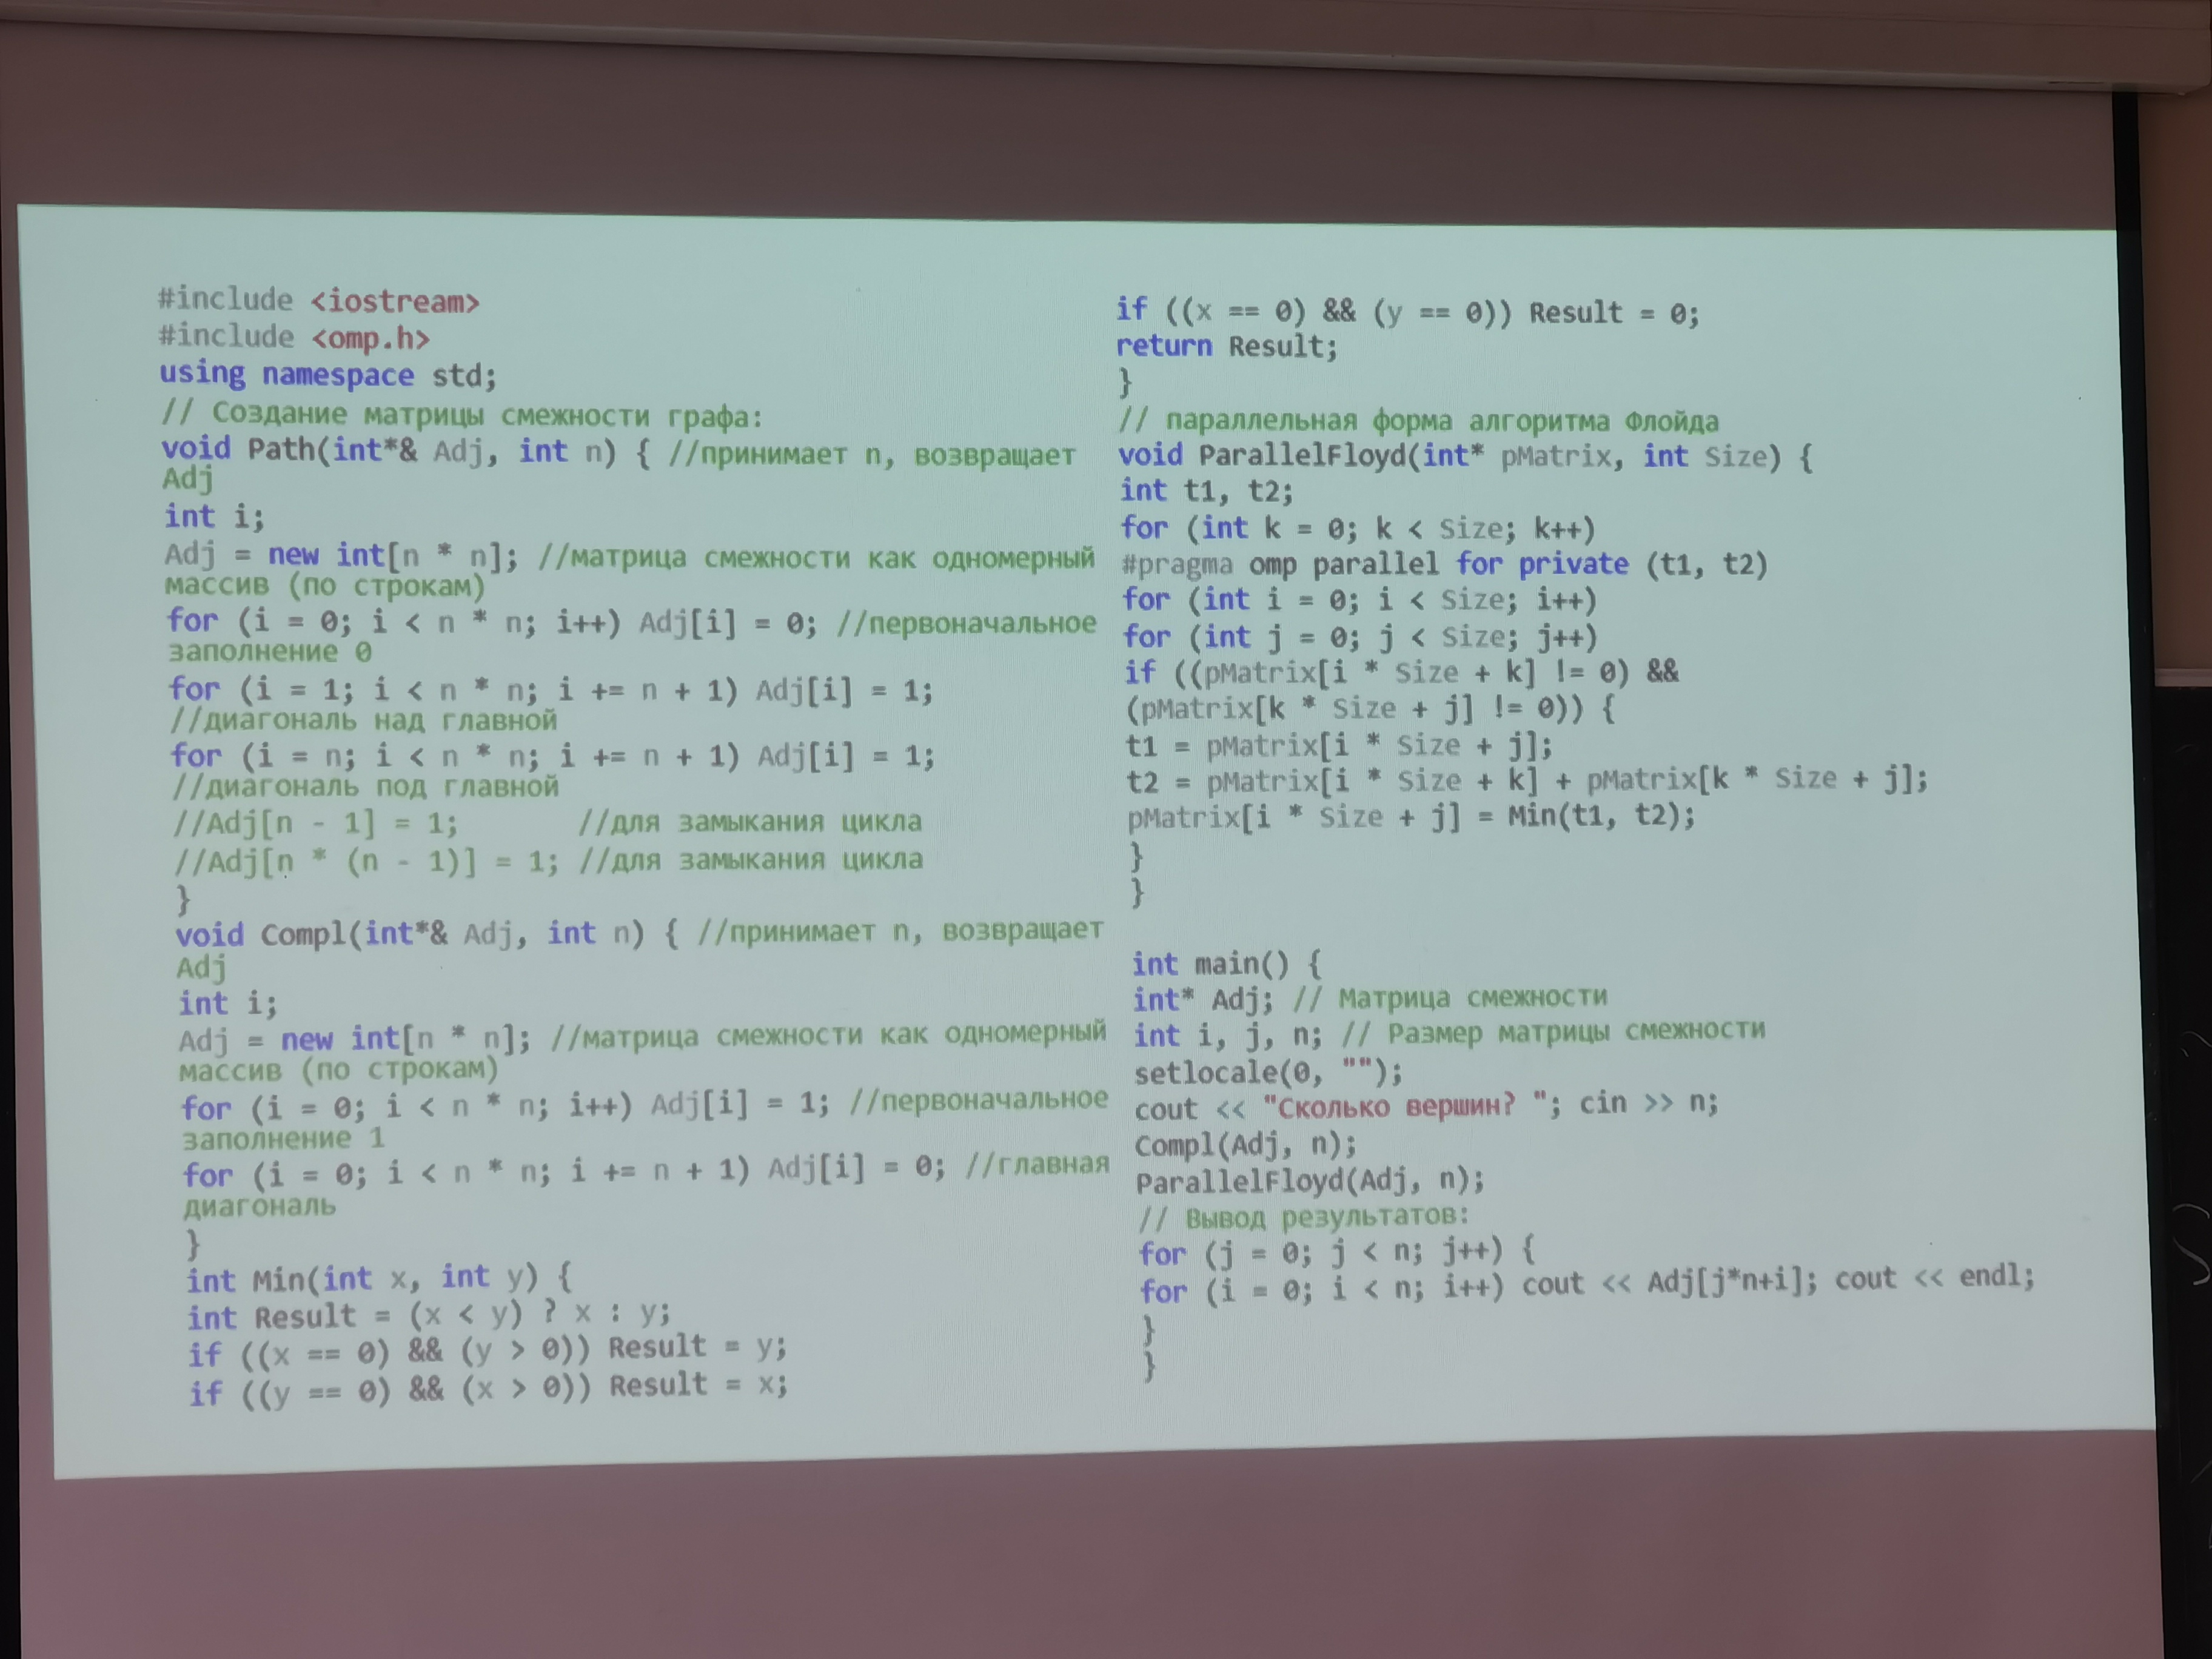 #include <iostream>
#include <omp.h>
using namespace std;
// Создание матрицы смежности графа:
void Path(int*& Adj, int n) { //принимает n, возвращает
Adj
int i;
Adj = new int[n * n]; //матрица смежности как одномерный
массив (по строкам)
for (i = 0; i < n * n; i++) Adj[i] = 0; //первоначальное
заполнение 0
for (i = 1; i < n * n; i += n + 1) Adj[i] = 1;
//диагональ над главной
for (i = n; i < n * n; i += n + 1) Adj[i] = 1;
//диагональ под главной
//Adj[n - 1] = 1; //для замыкания цикла
//Adj[n * (n - 1)] = 1; //для замыкания цикла
}
void Compl(int*& Adj, int n) { //принимает n, возвращает
Adj
int i;
Adj = new int[n * n]; //матрица смежности как одномерный
массив (по строкам)
for (i = 0; i < n * n; i++) Adj[i] = 1; //первоначальное
заполнение 1
for (i = 0; i < n * n; i += n + 1) Adj[i] = 0; //главная
диагональ
}
int Min(int x, int y) {
int Result = (x < y) ? x : y;
if ((x == 0) && (y > 0)) Result = y;
if ((y == 0) && (x > 0)) Result = x;
if ((x == 0) && (y == 0)) Result = 0;
return Result;
}
// параллельная форма алгоритма Флойда
void ParallelFloyd(int* pMatrix, int Size) {
int t1, t2;
for (int k = 0; k < Size; k++)
#pragma omp parallel for private (t1, t2)
for (int i = 0; i < Size; i++)
for (int j = 0; j < Size; j++)
if ((pMatrix[i * Size + k] != 0) &&
(pMatrix[k * Size + j] != 0)) {
t1 = pMatrix[i * Size + j];
t2 = pMatrix[i * Size + k] + pMatrix[k * Size + j];
pMatrix[i * Size + j] = Min(t1, t2);
}
}
int main() {
int* Adj; // Матрица смежности
int i, j, n; // Размер матрицы смежности
setlocale(0, "");
cout << "Сколько вершин? "; cin >> n;
Compl(Adj, n);
ParallelFloyd(Adj, n);
// Вывод результатов:
for (j = 0; j < n; j++) {
for (i = 0; i < n; i++) cout << Adj[j*n+i]; cout << endl;
}
}